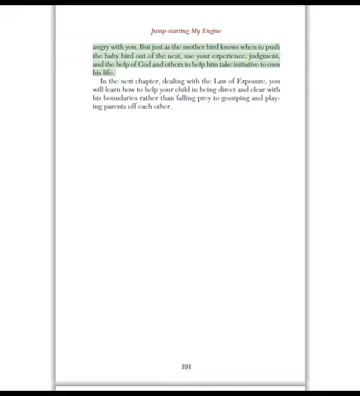 Jump-starting My Engine
angry with you. But just as the mother bird knows when to push
the baby bird out of the nest, use your experience, judgment,
and the help of God and others to help him take initiative to own
his life.
In the next chapter, dealing with the Law of Exposure, you
will learn how to help your child in being direct and clear with
his boundaries rather than falling prey to gossiping and play-
ing parents off each other.
191